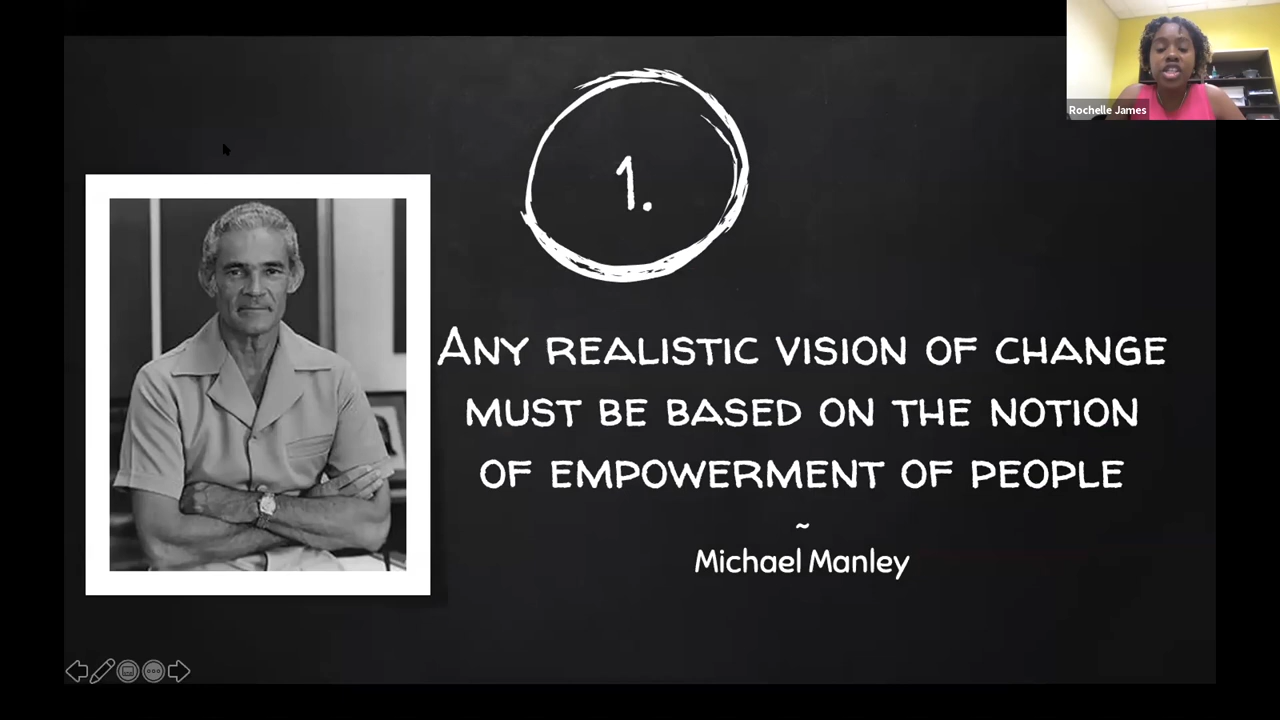 Rochelle James
1.
ANY REALISTIC VISION OF CHANGE
MUST BE BASED ON THE NOTION
OF EMPOWERMENT OF PEOPLE
~
Michael Manley